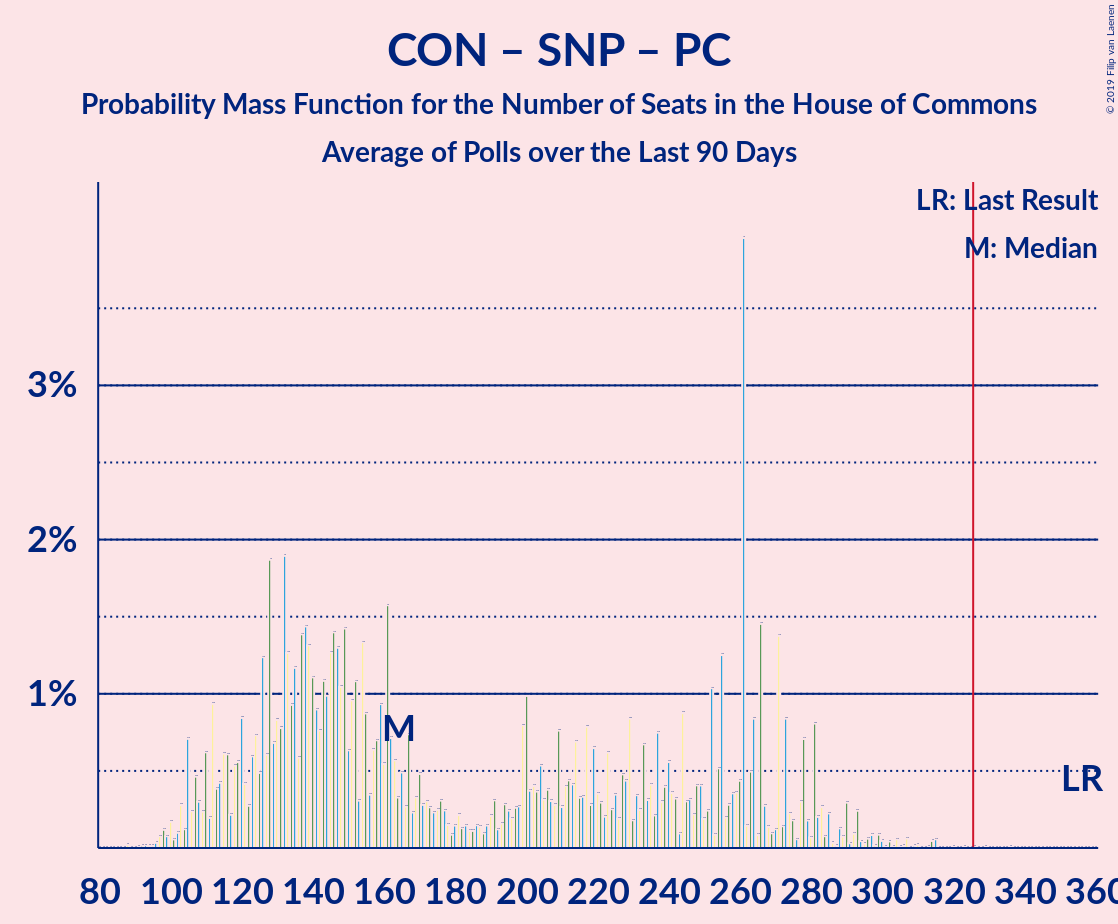 CON – SNP – PC
Probability Mass Function for the Number of Seats in the House of Commons
Average of Polls over the Last 90 Days
© 2019 Filip van Laenen
LR: Last Result
M: Median
3%
2%
1%
M
LR
80 100 120 140 160 180 200 220 240 260 280 300 320 340 360